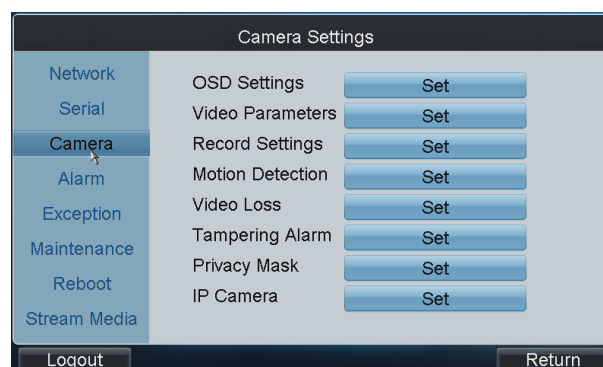 Camera Settings
Network
Serial
Camera
Alarm
Exception
Maintenance
Reboot
Stream Media
OSD Settings Set
Video Parameters Set
Record Settings Set
Motion Detection Set
Video Loss Set
Tampering Alarm Set
Privacy Mask Set
IP Camera Set
Logout
Return